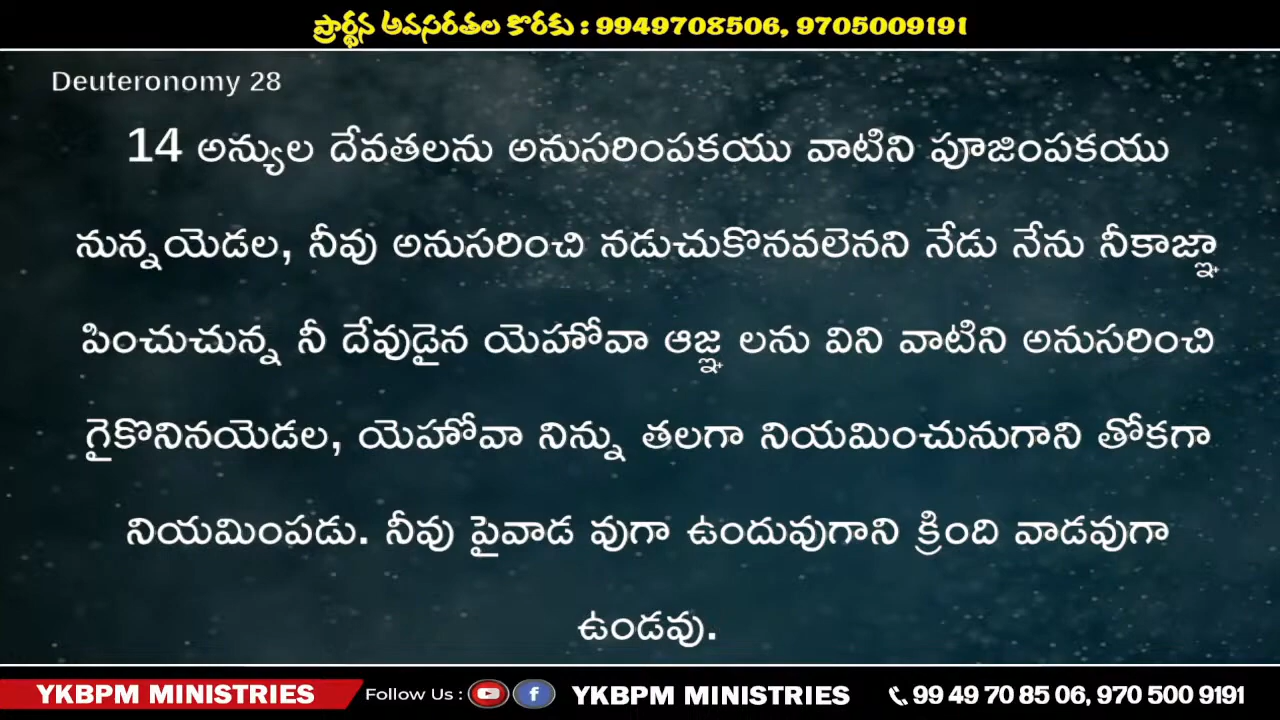 ప్రార్థన అవసరతల కొరకు : 9949708506, 9705009191
Deuteronomy 28
14 అన్యుల దేవతలను అనుసరింపకయు వాటిని పూజింపకయు
నున్నయెడల, నీవు అనుసరించి నడుచుకొనవలెనని నేడు నేను నీకాజ్ఞా
పించుచున్న నీ దేవుడైన యెహోవా ఆజ్ఞ లను విని వాటిని అనుసరించి
గైకొనినయెడల, యెహోవా నిన్ను తలగా నియమించునుగాని తోకగా
నియమింపడు. నీవు పైవాడ వుగా ఉందువుగాని క్రింది వాడవుగా
ఉండవు.
YKBPM MINISTRIES Follow Us : YKBPM MINISTRIES 99 49 70 85 06, 970 500 9191